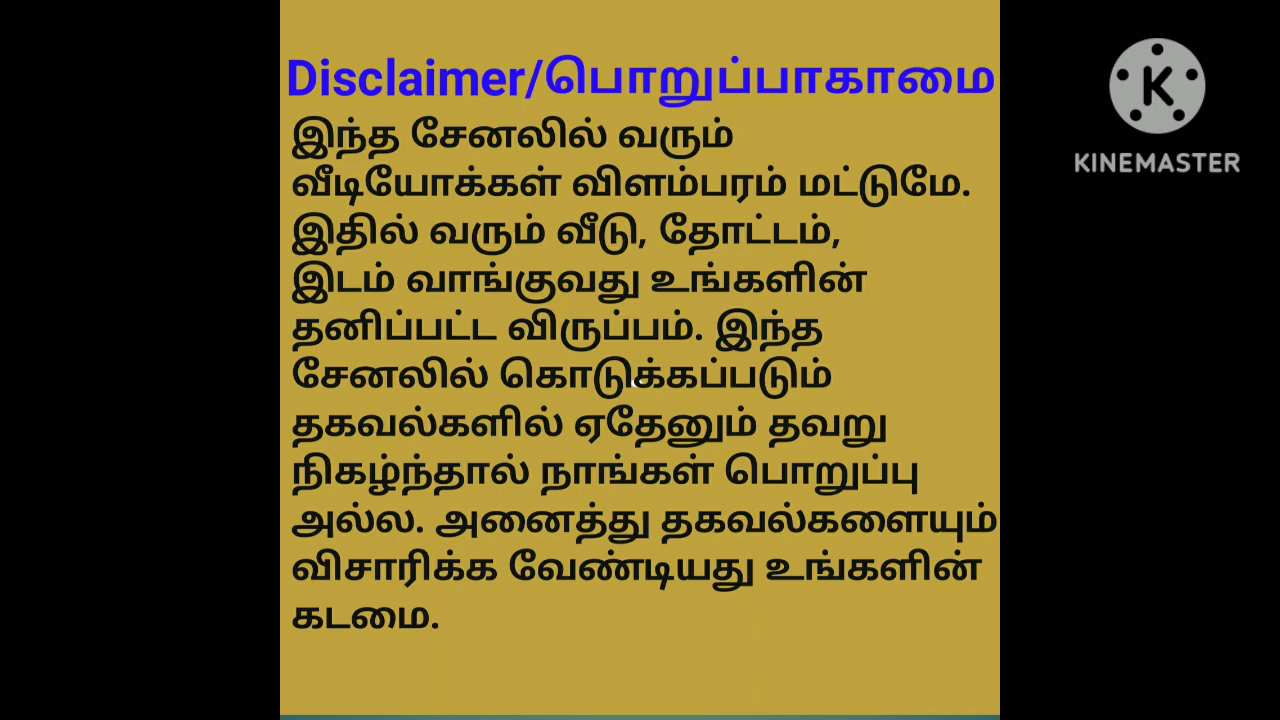 Disclaimer/பொறுப்பாகாமை
இந்த சேனலில் வரும்
வீடியோக்கள் விளம்பரம் மட்டுமே.
இதில் வரும் வீடு, தோட்டம்,
இடம் வாங்குவது உங்களின்
தனிப்பட்ட விருப்பம். இந்த
சேனலில் கொடுக்கப்படும்
தகவல்களில் ஏதேனும் தவறு
நிகழ்ந்தால் நாங்கள் பொறுப்பு
அல்ல. அனைத்து தகவல்களையும்
விசாரிக்க வேண்டியது உங்களின்
கடமை.
K
KINEMASTER